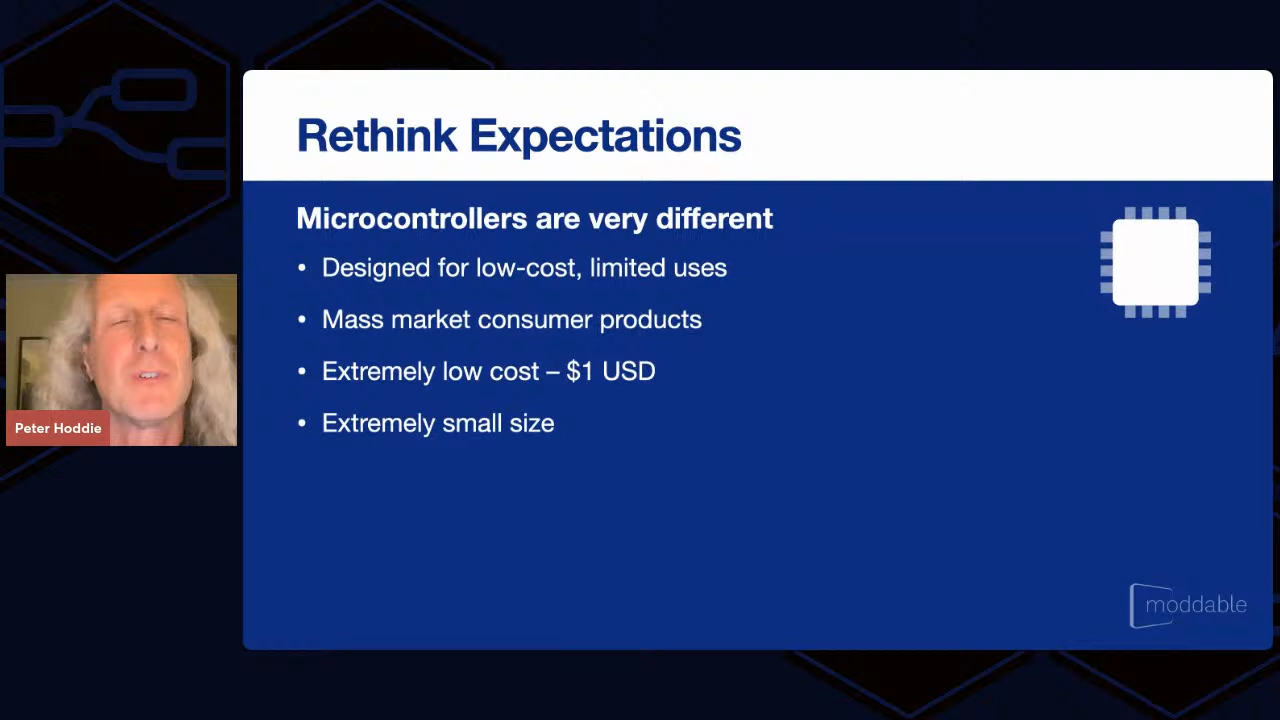 Rethink Expectations
Microcontrollers are very different
• Designed for low-cost, limited uses
• Mass market consumer products
• Extremely low cost – $1 USD
• Extremely small size
Peter Hoddie
moddable